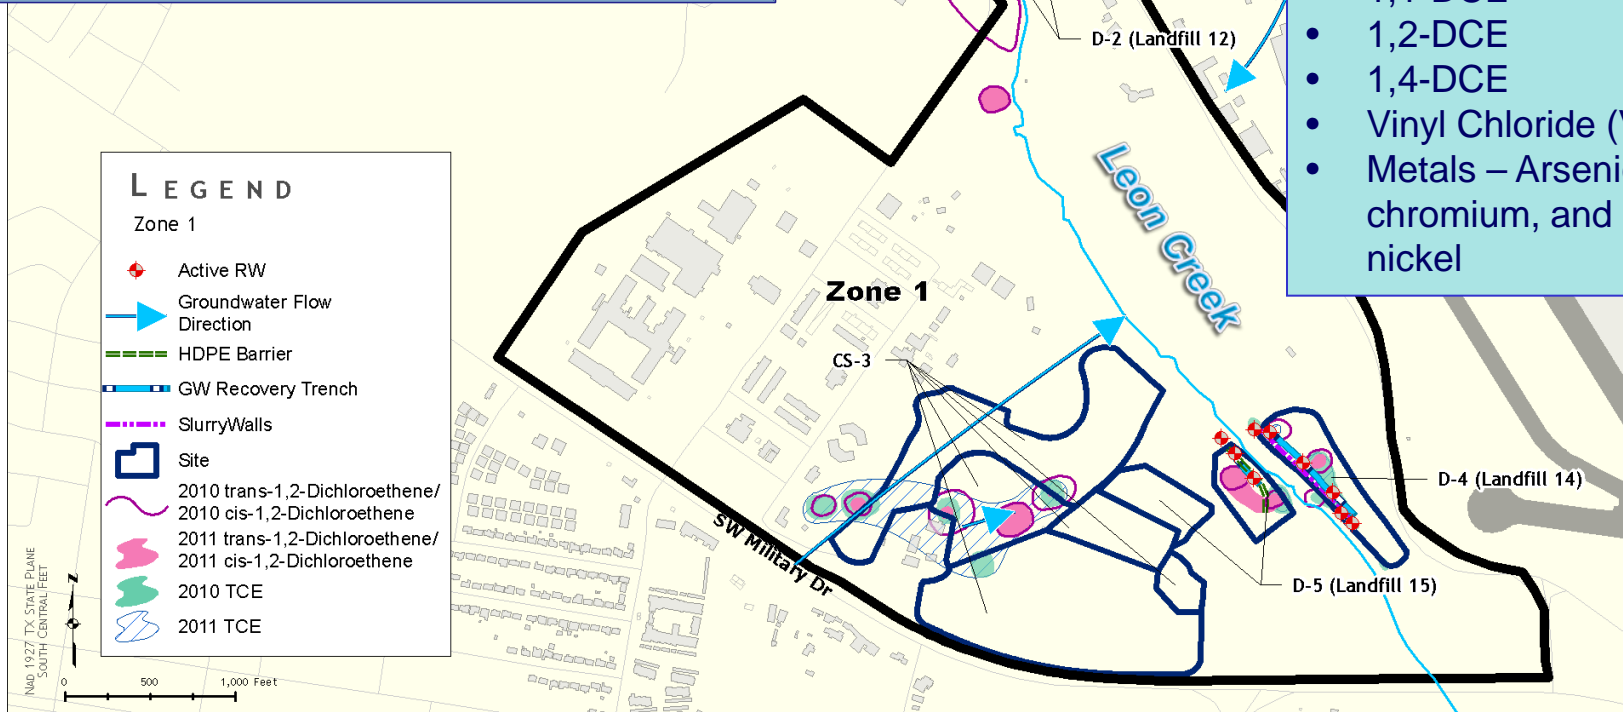 1,1-DCE
• 1,2-DCE
• 1,4-DCE
• Vinyl Chloride (V
• Metals – Arseni
chromium, and
nickel
D-2 (Landfill 12)
Leon Creek
LEGEND
Zone 1
Active RW
Groundwater Flow
Direction
HDPE Barrier
GW Recovery Trench
SlurryWalls
Site
2010 trans-1,2-Dichloroethene/
2010 cis-1,2-Dichloroethene
2011 trans-1,2-Dichloroethene/
2011 cis-1,2-Dichloroethene
2010 TCE
2011 TCE
Zone 1
CS-3
D-4 (Landfill 14)
D-5 (Landfill 15)
SW Military Dr
NAD 1927 TX STATE PLANE
SOUTH CENTRAL FEET
N
0 500 1,000 Feet